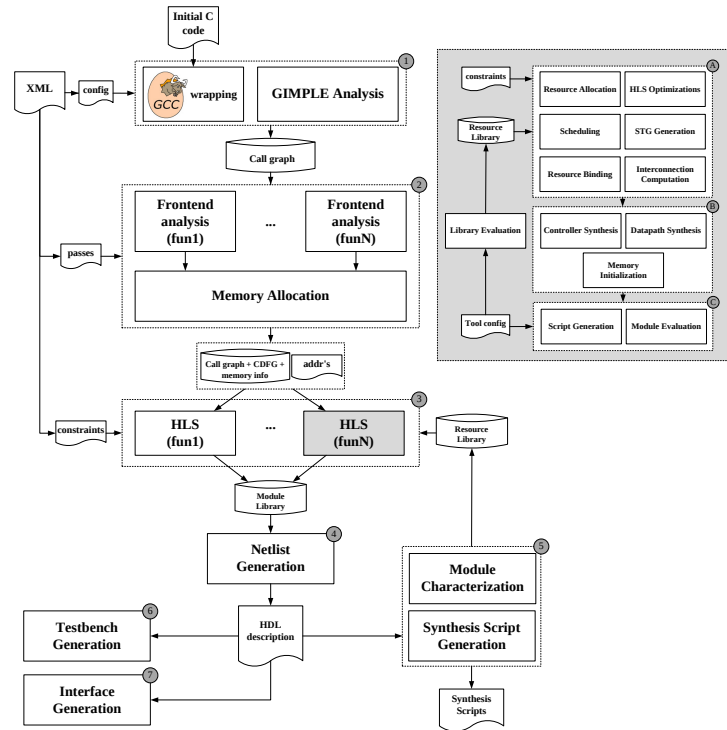 Initial C
code
1
XML
config
GCC
wrapping
GIMPLE Analysis
Call graph
2
Frontend
analysis
(fun1)
...
Frontend
analysis
(funN)
passes
Memory Allocation
Call graph + CDFG +
memory info
addr's
3
constraints
HLS
(fun1)
...
HLS
(funN)
Resource
Library
Module
Library
4
Netlist
Generation
5
Module
Characterization
Synthesis Script
Generation
6
Testbench
Generation
HDL
description
7
Interface
Generation
Synthesis
Scripts
A
constraints
Resource Allocation
HLS Optimizations
Resource
Library
Scheduling
STG Generation
Resource Binding
Interconnection
Computation
B
Library Evaluation
Controller Synthesis
Datapath Synthesis
Memory
Initialization
C
Tool config
Script Generation
Module Evaluation